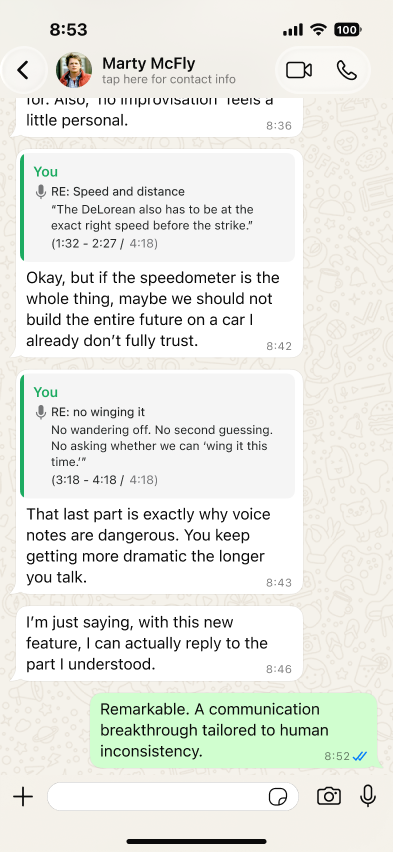 8:53
100
Marty McFly
tap here for contact info
for. Also, "no improvisation" feels a
little personal.
8:36
You
RE: Speed and distance
“The DeLorean also has to be at the
exact right speed before the strike.”
(1:32 - 2:27 / 4:18)
Okay, but if the speedometer is the
whole thing, maybe we should not
build the entire future on a car I
already don’t fully trust.
8:42
You
RE: no winging it
No wandering off. No second guessing.
No asking whether we can ‘wing it this
time.’”
(3:18 - 4:18 / 4:18)
That last part is exactly why voice
notes are dangerous. You keep
getting more dramatic the longer
you talk.
8:43
I’m just saying, with this new
feature, I can actually reply to the
part I understood.
8:46
Remarkable. A communication
breakthrough tailored to human
inconsistency.
8:52